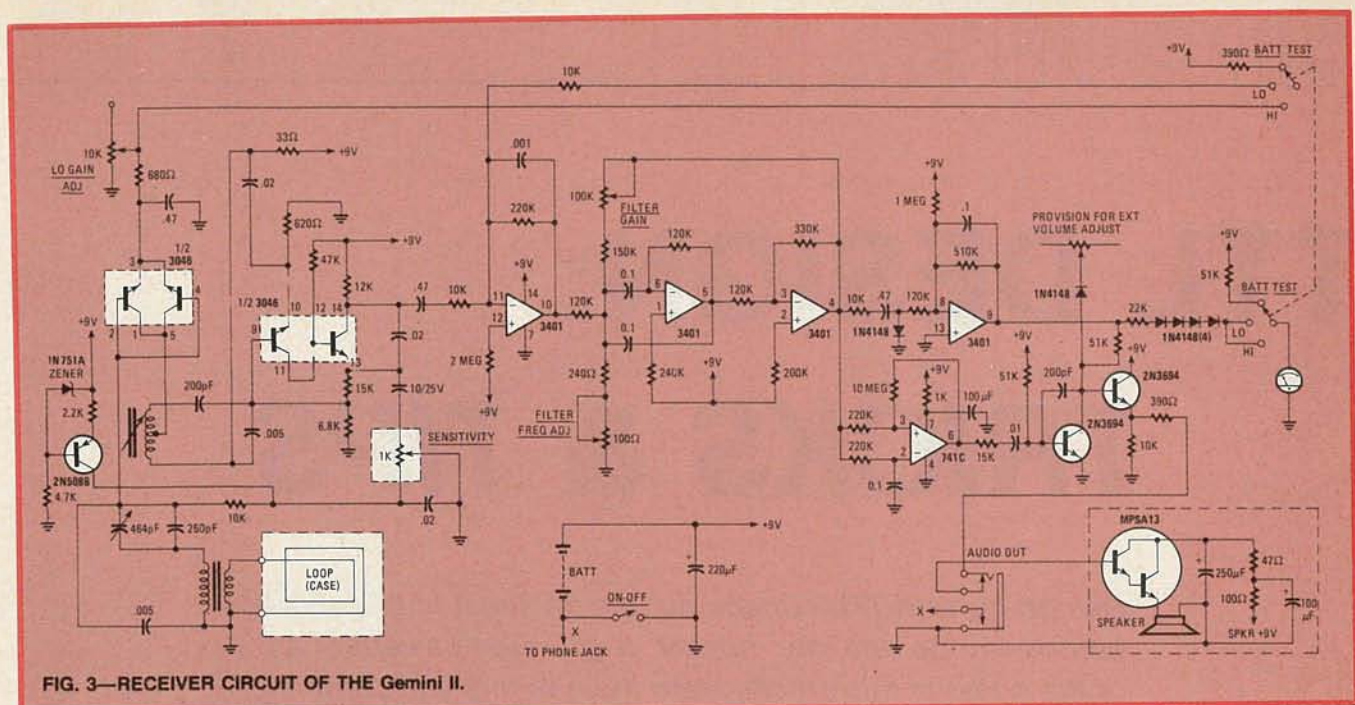 +9V
390Ω
BATT TEST
10K
LO
HI
10K
LO GAIN
ADJ
680Ω
.47
33Ω
+9V
.02
620Ω
47K
+9V
12K
1/2
3046
3
4
2
1
5
1/2 3046
9
10
12
14
11
13
.02
15K
10/25V
6.8K
SENSITIVITY
1K
+9V
1N751A
ZENER
2.2K
2N5086
4.7K
200pF
.005
10K
.02
464pF
250pF
.005
LOOP
(CASE)
.001
220K
.47
10K
+9V
11
14
12
10
7
3401
2 MEG
+9V
120K
100K
FILTER
GAIN
150K
0.1
0.1
120K
6
1
5
3401
240Ω
240K
FILTER
FREQ ADJ
100Ω
+9V
120K
330K
3
2
4
3401
200K
10K
.47
120K
1N4148
+9V
1 MEG
.1
510K
8
13
9
3401
10 MEG
+9V
1K
100µF
220K
220K
3
2
7
6
4
741C
0.1
15K
.01
51K
+9V
200pF
PROVISION FOR EXT
VOLUME ADJUST
1N4148
51K
22K
1N4148(4)
+9V
2N3694
390Ω
2N3694
10K
+9V
51K
BATT TEST
LO
HI
BATT
ON-OFF
X
TO PHONE JACK
+9V
+
220µF
AUDIO OUT
X
MPSA13
SPEAKER
+
250µF
47Ω
100Ω
+
100
µF
SPKR +9V
FIG. 3—RECEIVER CIRCUIT OF THE Gemini II.